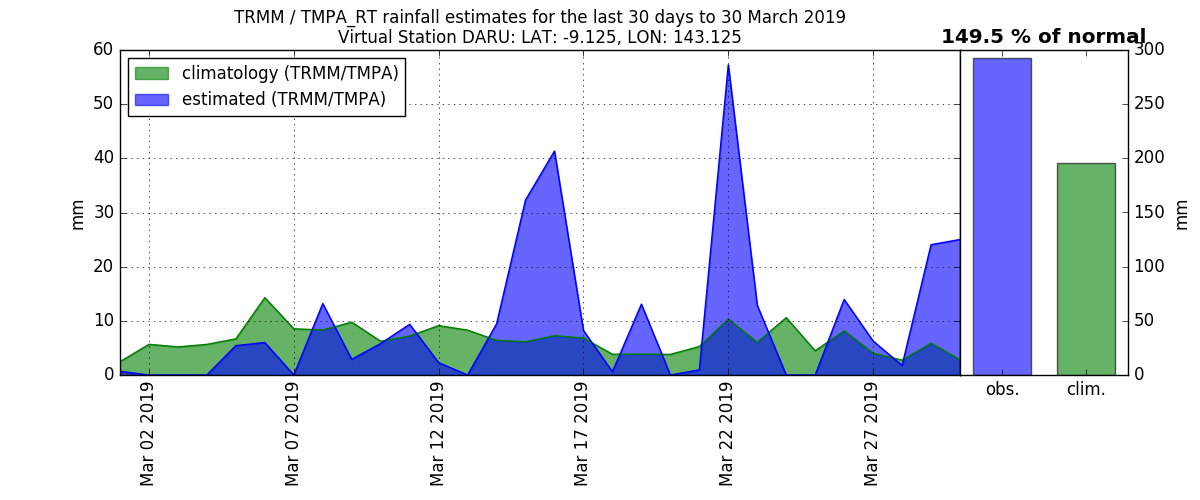 TRMM / TMPA_RT rainfall estimates for the last 30 days to 30 March 2019
Virtual Station DARU: LAT: -9.125, LON: 143.125
149.5 % of normal
climatology (TRMM/TMPA)
estimated (TRMM/TMPA)
60
50
40
30
20
10
0
mm
Mar 02 2019
Mar 07 2019
Mar 12 2019
Mar 17 2019
Mar 22 2019
Mar 27 2019
300
250
200
150
100
50
0
mm
obs.
clim.